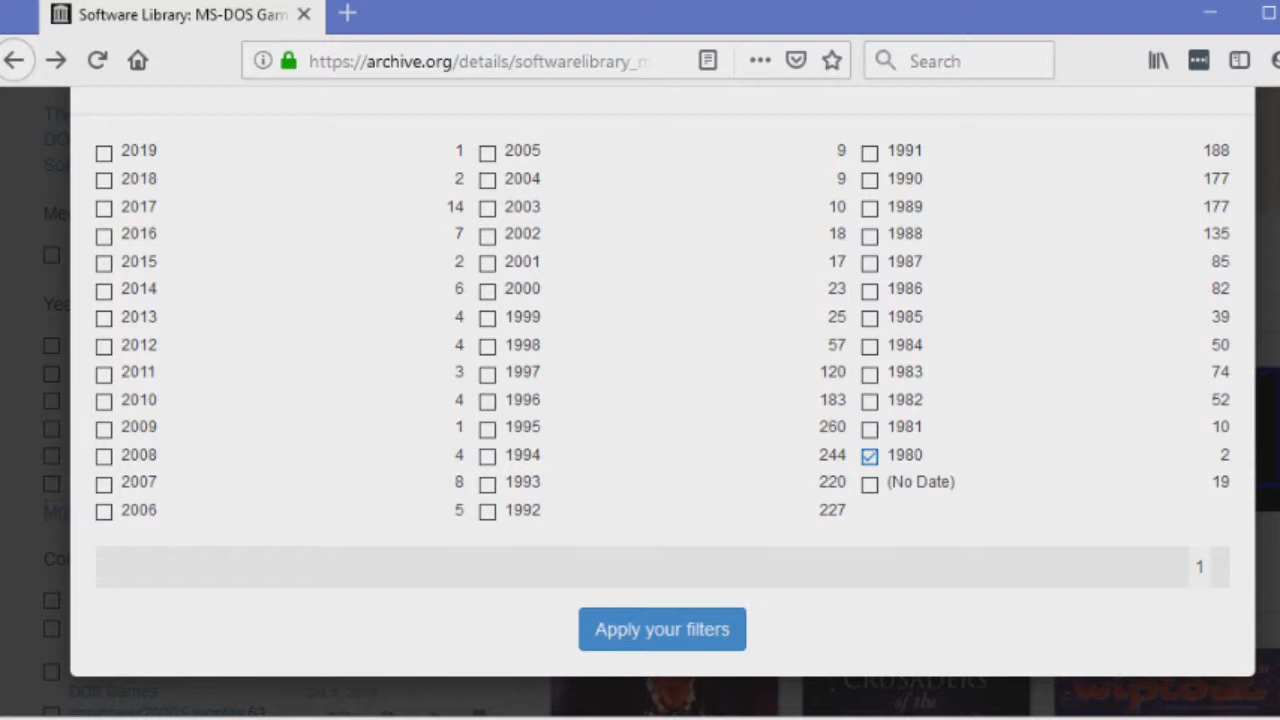 Software Library: MS-DOS Gam
https://archive.org/details/softwarelibrary_m
Search
2019 1 2005 9 1991 188
2018 2 2004 9 1990 177
2017 14 2003 10 1989 177
2016 7 2002 18 1988 135
2015 2 2001 17 1987 85
2014 6 2000 23 1986 82
2013 4 1999 25 1985 39
2012 4 1998 57 1984 50
2011 3 1997 120 1983 74
2010 4 1996 183 1982 52
2009 1 1995 260 1981 10
2008 4 1994 244 1980 2
2007 8 1993 220 (No Date) 19
2006 5 1992 227
1
Apply your filters
DOS Games
CRUSADERS
of the